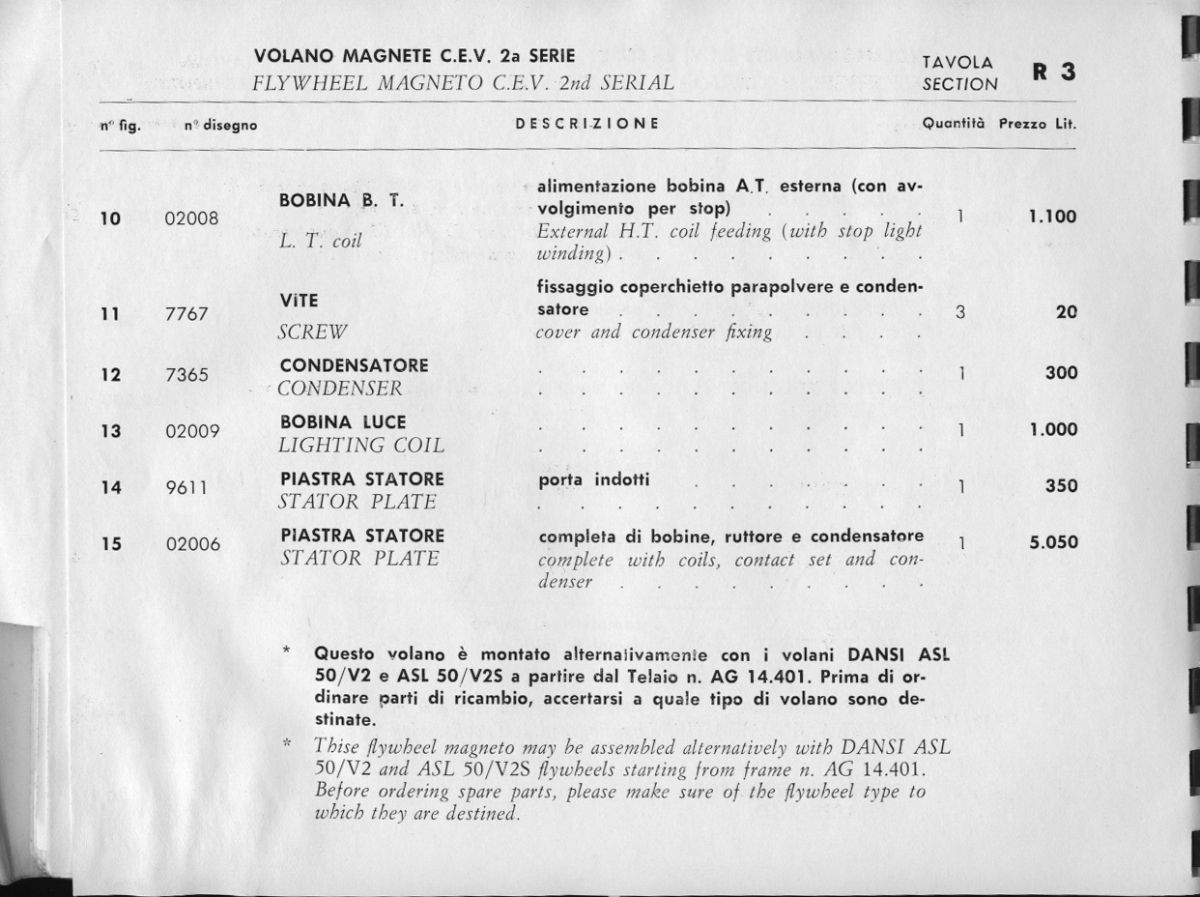 VOLANO MAGNETE C.E.V. 2a SERIE
FLYWHEEL MAGNETO C.E.V. 2nd SERIAL
TAVOLA
SECTION
R 3
n° fig. n° disegno DESCRIZIONE Quantità Prezzo Lit.
10 02008 BOBINA B. T. alimentazione bobina A.T. esterna (con av-
volgimento per stop) . . . . . 1 1.100
L. T. coil External H.T. coil feeding (with stop light
winding) . . . . . . . . .
11 7767 ViTE fissaggio coperchietto parapolvere e conden-
satore . . . . . . . . . 3 20
SCREW cover and condenser fixing . . . .
12 7365 CONDENSATORE . . . . . . . . . . . 1 300
CONDENSER . . . . . . . . . . .
13 02009 BOBINA LUCE . . . . . . . . . . . 1 1.000
LIGHTING COIL . . . . . . . . . . .
14 9611 PIASTRA STATORE porta indotti . . . . . . . 1 350
STATOR PLATE . . . . . . . . . . .
15 02006 PIASTRA STATORE completa di bobine, ruttore e condensatore 1 5.050
STATOR PLATE complete with coils, contact set and con-
denser . . . . . . . . .
* Questo volano è montato alternativamente con i volani DANSI ASL
50/V2 e ASL 50/V2S a partire dal Telaio n. AG 14.401. Prima di or-
dinare parti di ricambio, accertarsi a quale tipo di volano sono de-
stinate.
* Thise flywheel magneto may be assembled alternatively with DANSI ASL
50/V2 and ASL 50/V2S flywheels starting from frame n. AG 14.401.
Before ordering spare parts, please make sure of the flywheel type to
which they are destined.